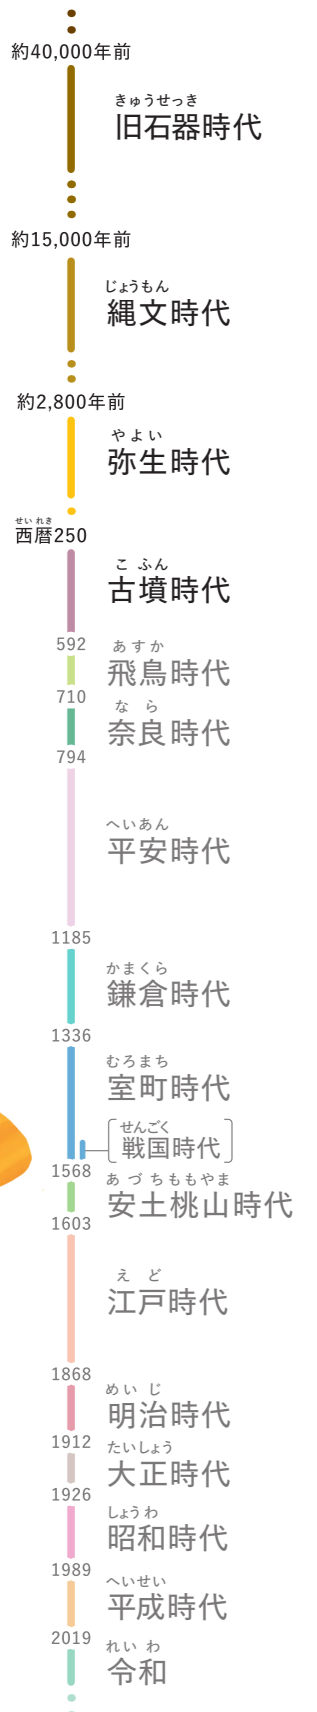 約40,000年前
きゅうせっき
旧石器時代
約15,000年前
じょうもん
縄文時代
約2,800年前
やよい
弥生時代
せいれき
西暦250
こふん
古墳時代
592
あすか
飛鳥時代
710
なら
奈良時代
794
へいあん
平安時代
1185
かまくら
鎌倉時代
1336
むろまち
室町時代
せんごく
戦国時代
1568
あづちももやま
安土桃山時代
1603
えど
江戸時代
1868
めいじ
明治時代
1912
たいしょう
大正時代
1926
しょうわ
昭和時代
1989
へいせい
平成時代
2019
れいわ
令和